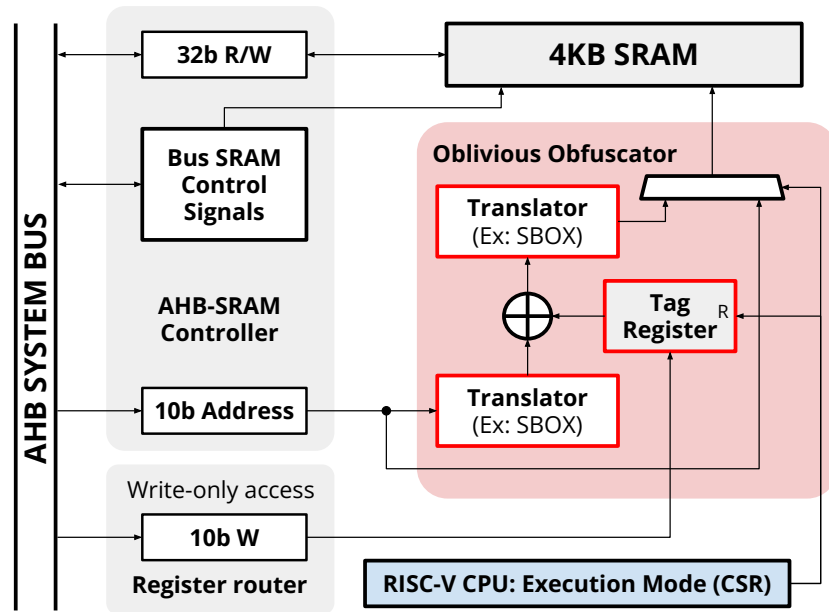 AHB SYSTEM BUS
32b R/W
4KB SRAM
Bus SRAM
Control
Signals
Oblivious Obfuscator
Translator
(Ex: SBOX)
AHB-SRAM
Controller
Tag
Register
R
10b Address
Translator
(Ex: SBOX)
Write-only access
10b W
Register router
RISC-V CPU: Execution Mode (CSR)